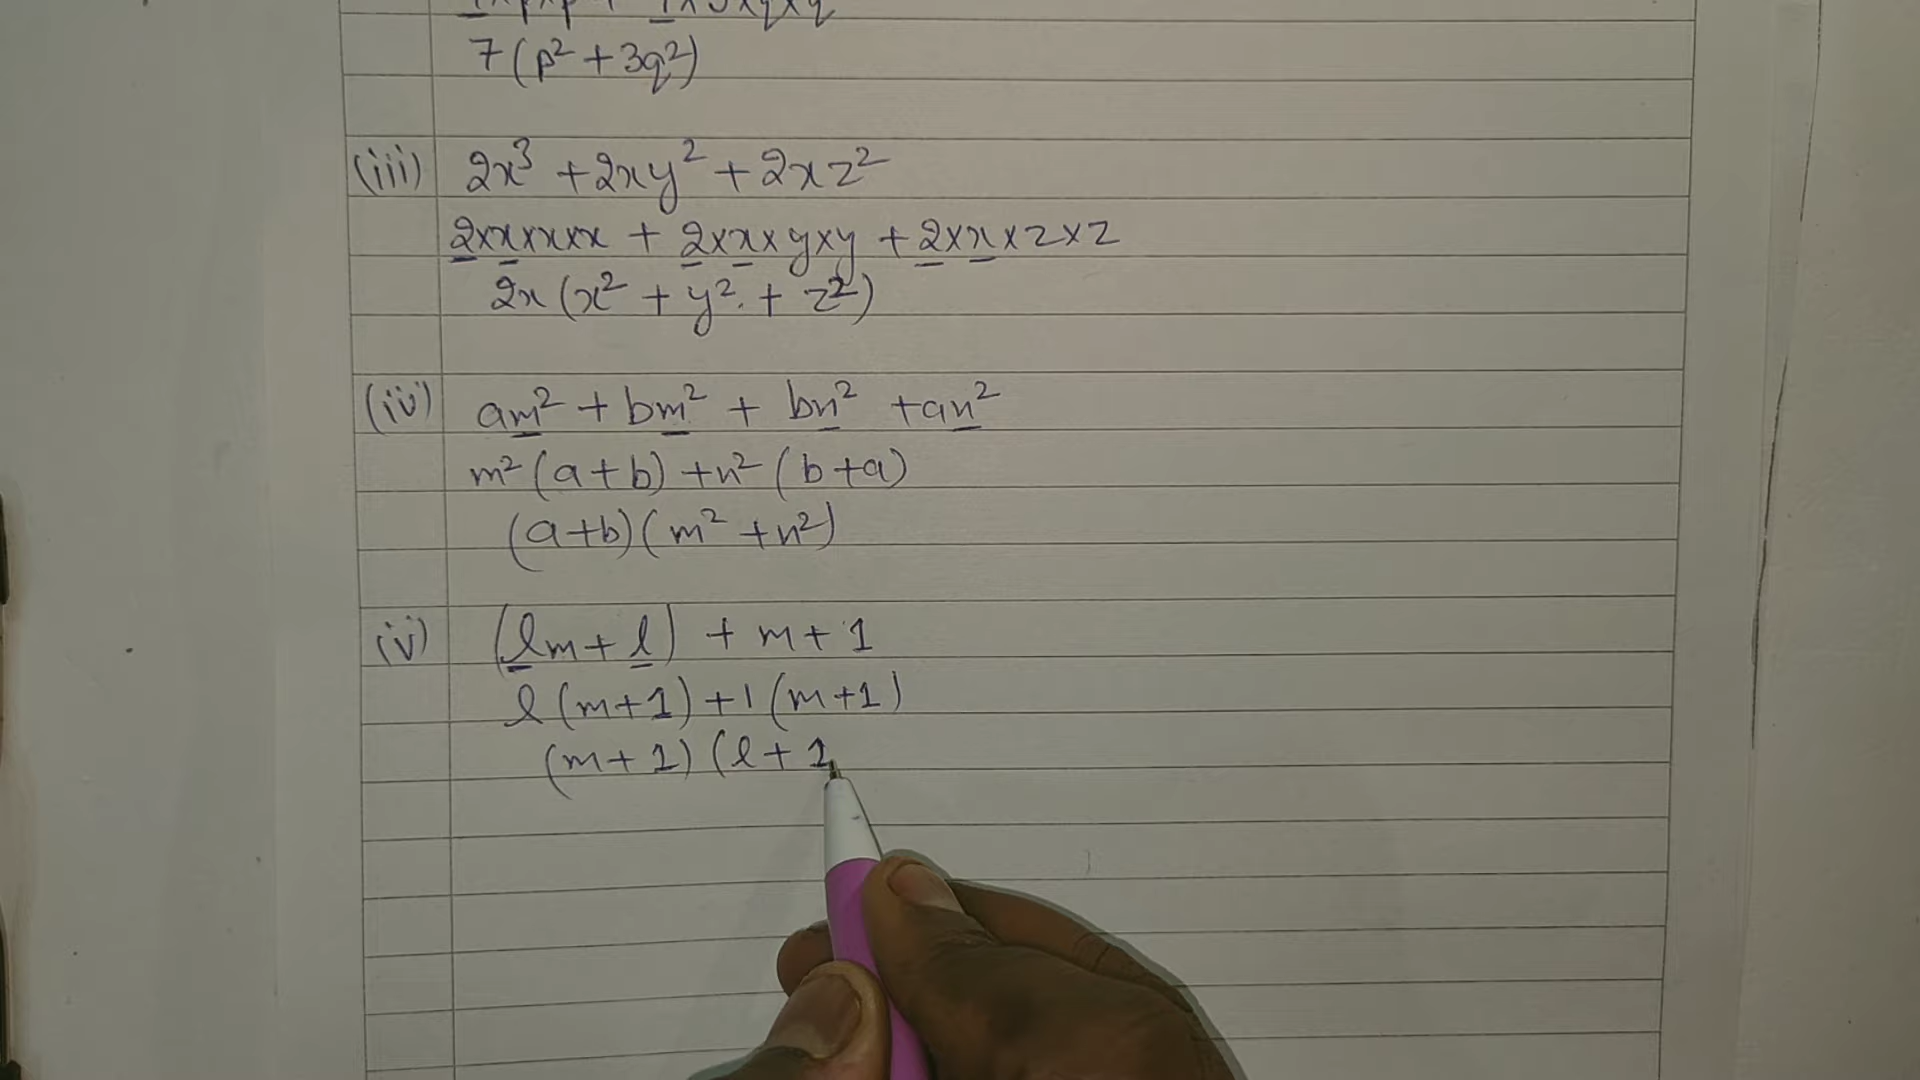 7(p² + 3q²)
(iii) 2x³ + 2xy² + 2xz²
2×x×x×x + 2×x×y×y + 2×x×z×z
2x(x² + y² + z²)
(iv) am² + bm² + bn² + an²
m²(a+b) + n²(b+a)
(a+b)(m² + n²)
(v) (lm + l) + m + 1
l(m+1) + 1(m+1)
(m+1)(l+1